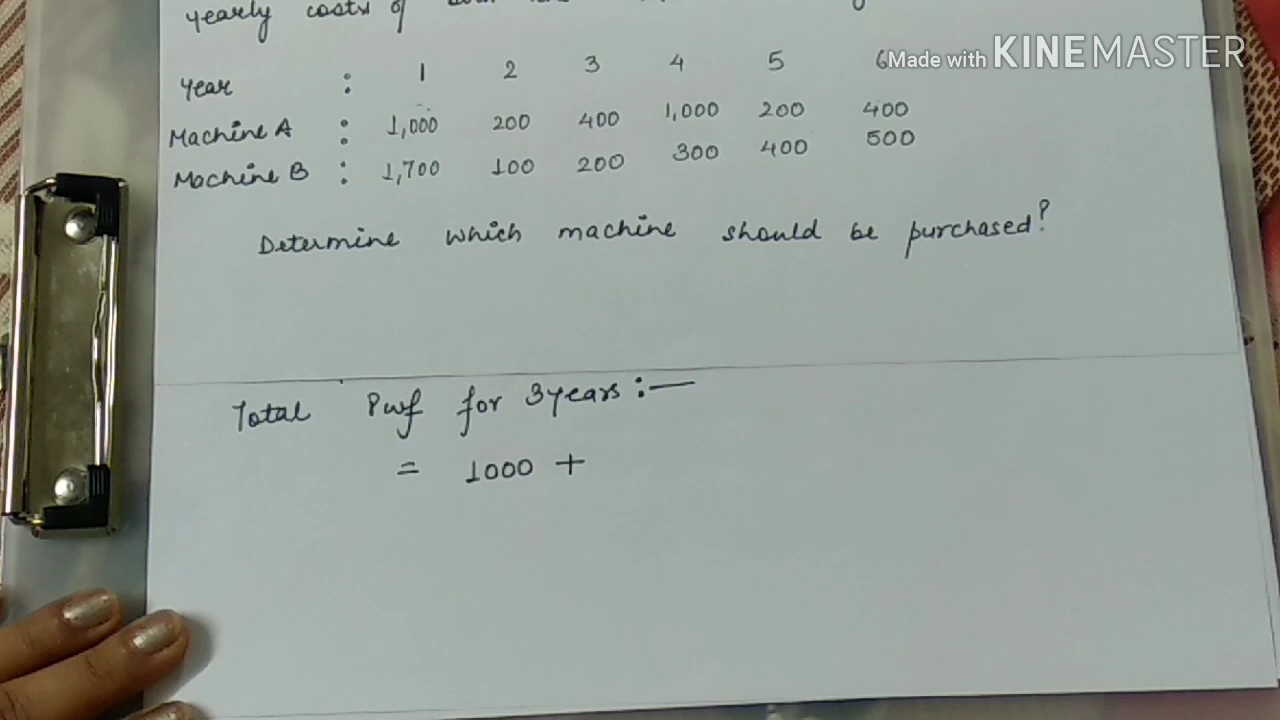 yearly costs of
Year : 1 2 3 4 5 6
Made with KINEMASTER
Machine A : 1,000 200 400 1,000 200 400
Machine B : 1,700 100 200 300 400 500
Determine which machine should be purchased?
Total Pwf for 3years :—
= 1000 +